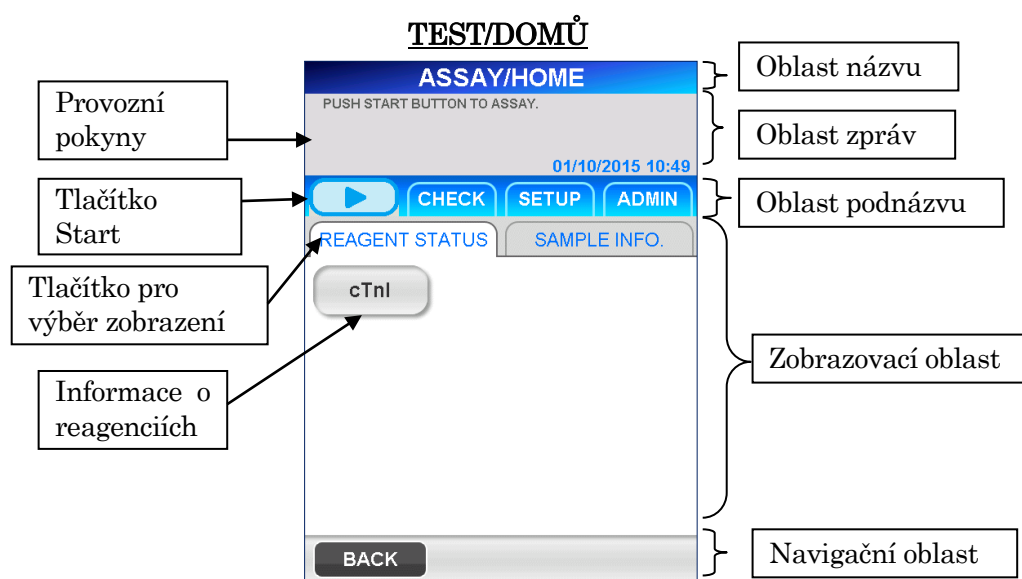 TEST/DOMŮ
ASSAY/HOME
PUSH START BUTTON TO ASSAY.
01/10/2015 10:49
CHECK
SETUP
ADMIN
REAGENT STATUS
SAMPLE INFO.
cTnI
BACK
Provozní
pokyny
Tlačítko
Start
Tlačítko pro
výběr zobrazení
Informace o
reagenciích
Oblast názvu
Oblast zpráv
Oblast podnázvu
Zobrazovací oblast
Navigační oblast